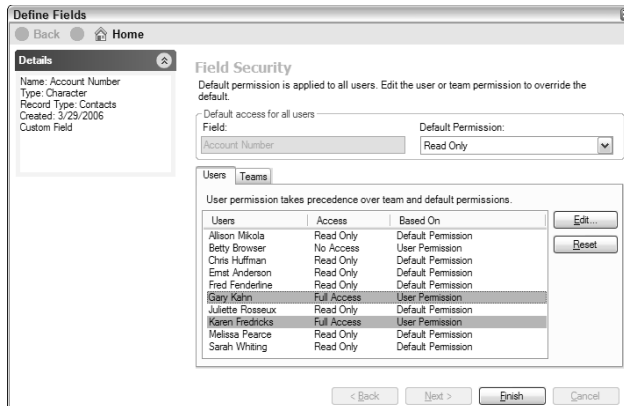 Define Fields
Back Home
Details
Name: Account Number
Type: Character
Record Type: Contacts
Created: 3/29/2006
Custom Field
Field Security
Default permission is applied to all users. Edit the user or team permission to override the
default.
Default access for all users
Field: Default Permission:
Account Number Read Only
Users Teams
User permission takes precedence over team and default permissions.
Users Access Based On
Allison Mikola Read Only Default Permission
Betty Browser No Access User Permission
Chris Huffman Read Only Default Permission
Ernst Anderson Read Only Default Permission
Fred Fenderline Read Only Default Permission
Gary Kahn Full Access User Permission
Juliette Rosseux Read Only Default Permission
Karen Fredricks Full Access User Permission
Melissa Pearce Read Only Default Permission
Sarah Whiting Read Only Default Permission
Edit...
Reset
< Back Next > Finish Cancel